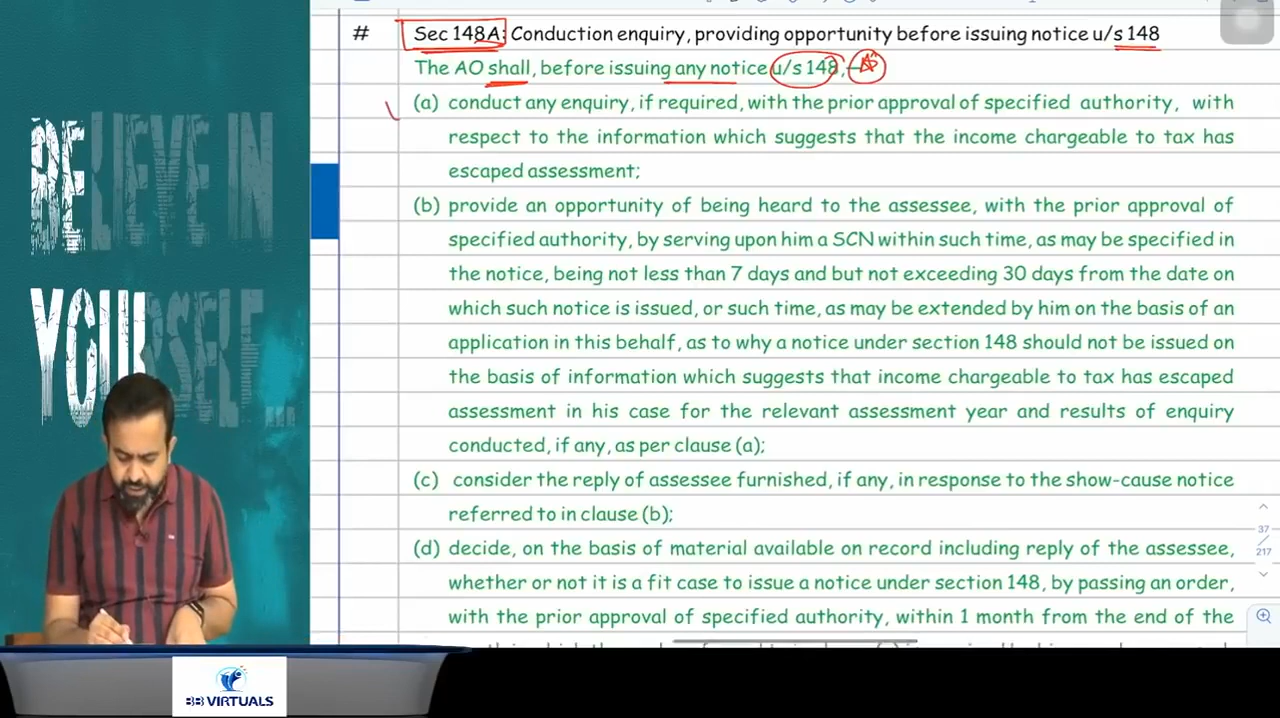 # Sec 148A: Conduction enquiry, providing opportunity before issuing notice u/s 148
The AO shall, before issuing any notice u/s 148,
(a) conduct any enquiry, if required, with the prior approval of specified authority, with
respect to the information which suggests that the income chargeable to tax has
escaped assessment;
(b) provide an opportunity of being heard to the assessee, with the prior approval of
specified authority, by serving upon him a SCN within such time, as may be specified in
the notice, being not less than 7 days and but not exceeding 30 days from the date on
which such notice is issued, or such time, as may be extended by him on the basis of an
application in this behalf, as to why a notice under section 148 should not be issued on
the basis of information which suggests that income chargeable to tax has escaped
assessment in his case for the relevant assessment year and results of enquiry
conducted, if any, as per clause (a);
(c) consider the reply of assessee furnished, if any, in response to the show-cause notice
referred to in clause (b);
(d) decide, on the basis of material available on record including reply of the assessee,
whether or not it is a fit case to issue a notice under section 148, by passing an order,
with the prior approval of specified authority, within 1 month from the end of the
37
217
BELIEVE IN
YOURSELF...
BB VIRTUALS